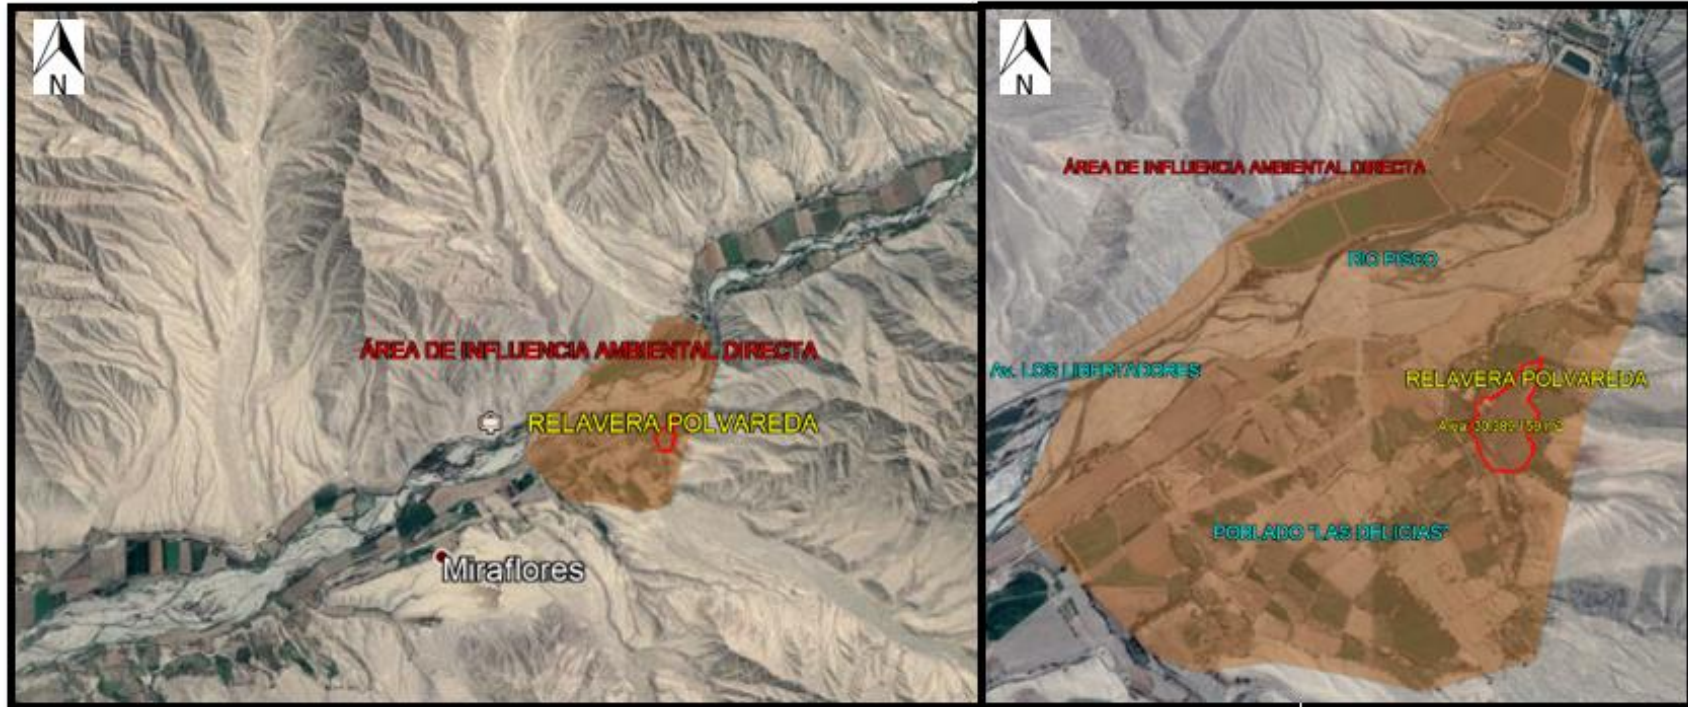 N
ÁREA DE INFLUENCIA AMBIENTAL DIRECTA
RELAVERA POLVAREDA
Miraflores
N
ÁREA DE INFLUENCIA AMBIENTAL DIRECTA
RIO PISCO
Av. LOS LIBERTADORES
RELAVERA POLVAREDA
Area:
POBLADO "LAS DELICIAS"